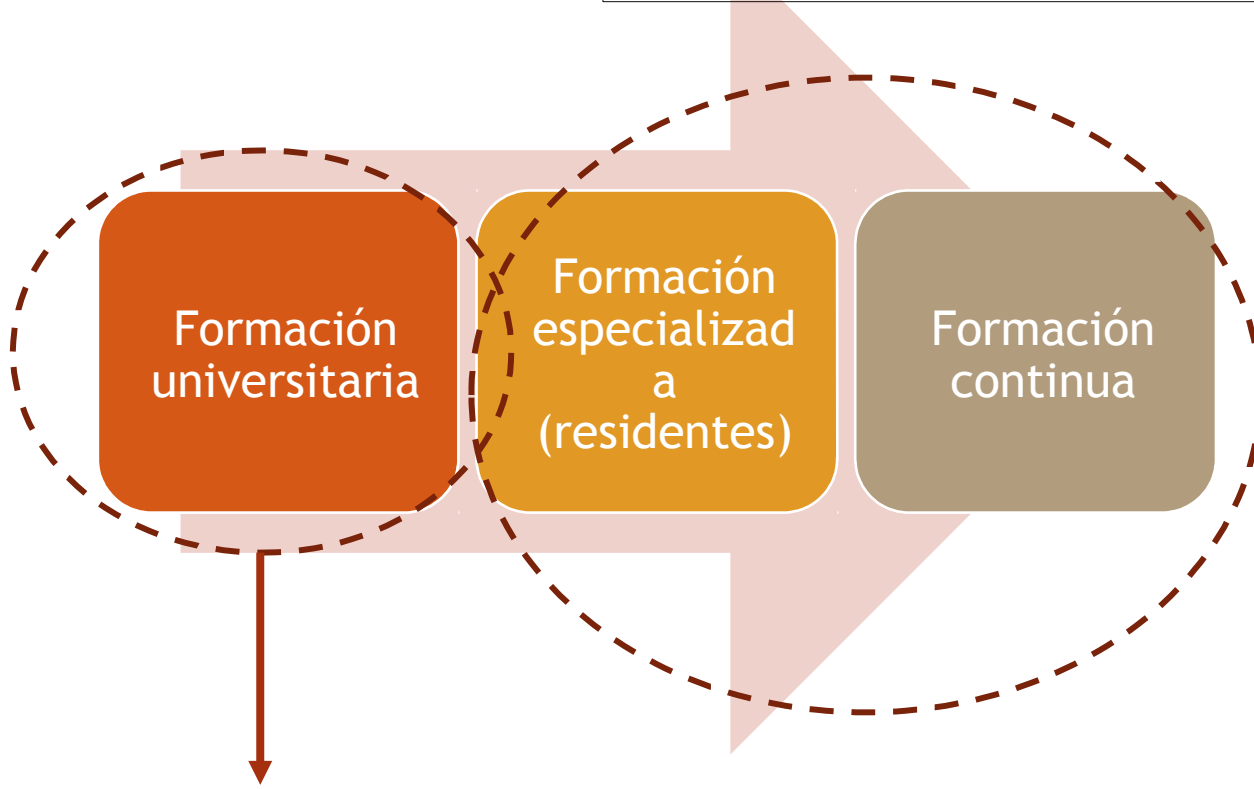 Formación
universitaria
Formación
especializad
a
(residentes)
Formación
continua